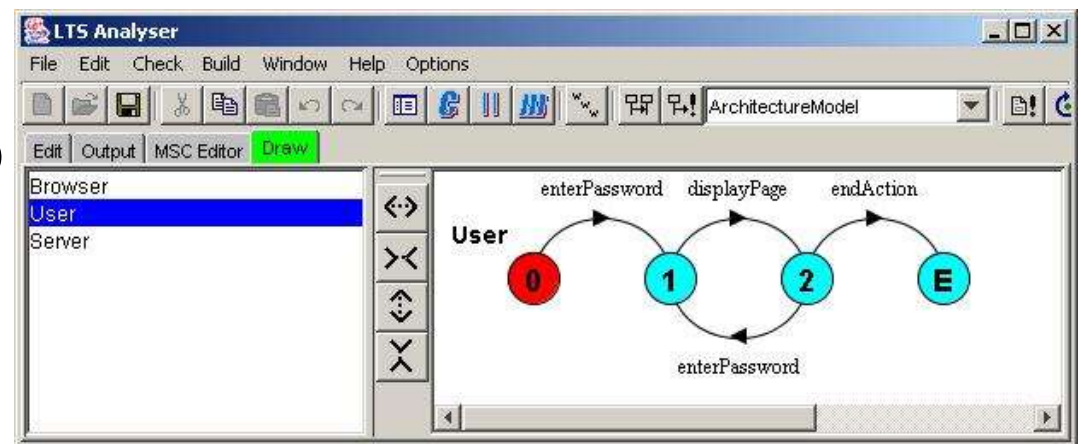 LTS Analyser
File Edit Check Build Window Help Options
ArchitectureModel
Edit Output MSC Editor Draw
Browser
User
Server
enterPassword displayPage endAction
User
0 1 2 E
enterPassword